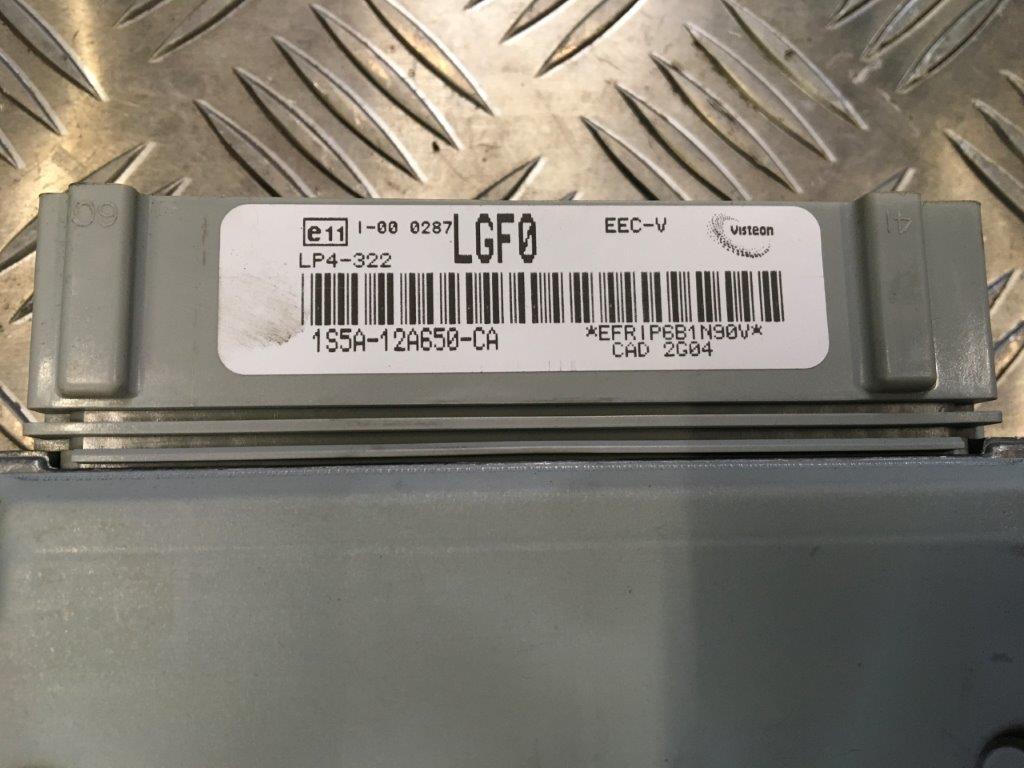 60
41
e11 I-00 0287 LGF0 EEC-V Visteon
LP4-322
1S5A-12A650-CA *EFRIP6B1N90V*
CAD 2G04